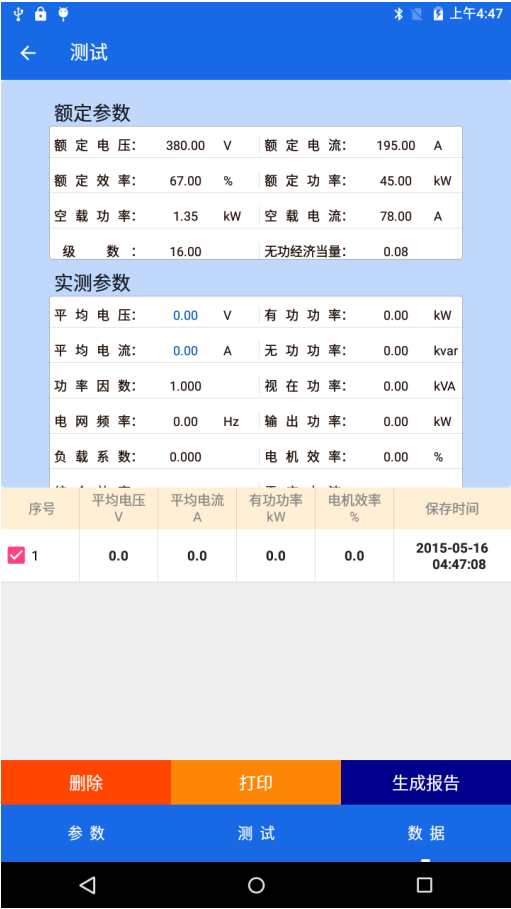 上午4:47
测试
额定参数
额 定 电 压: 380.00 V 额 定 电 流: 195.00 A
额 定 效 率: 67.00 % 额 定 功 率: 45.00 kW
空 载 功 率: 1.35 kW 空 载 电 流: 78.00 A
级 数 : 16.00 无功经济当量: 0.08
实测参数
平 均 电 压: 0.00 V 有 功 功 率: 0.00 kW
平 均 电 流: 0.00 A 无 功 功 率: 0.00 kvar
功 率 因 数: 1.000 视 在 功 率: 0.00 kVA
电 网 频 率: 0.00 Hz 输 出 功 率: 0.00 kW
负 载 系 数: 0.000 电 机 效 率: 0.00 %
序号 平均电压 平均电流 有功功率 电机效率 保存时间
V A kW %
1 0.0 0.0 0.0 0.0 2015-05-16
04:47:08
删除 打印 生成报告
参 数 测 试 数 据